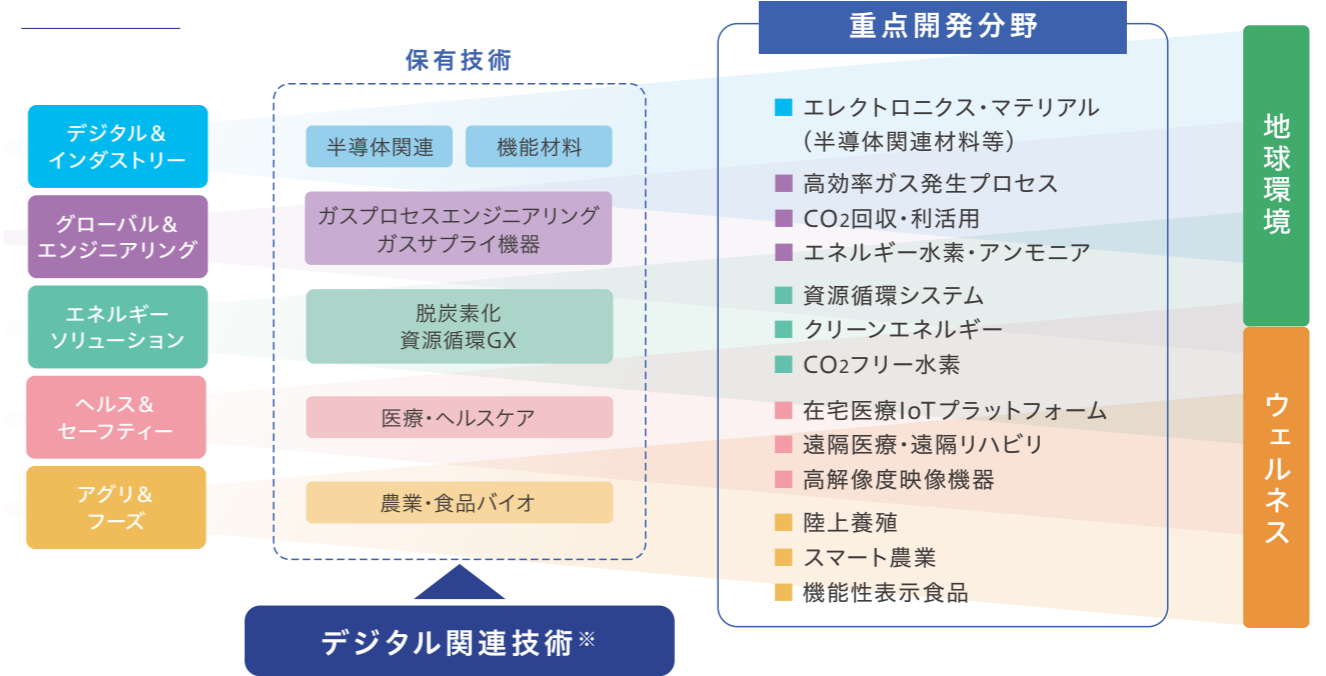 重点開発分野
保有技術
デジタル&
インダストリー
半導体関連
機能材料
グローバル&
エンジニアリング
ガスプロセスエンジニアリング
ガスサプライ機器
エネルギー
ソリューション
脱炭素化
資源循環GX
ヘルス&
セーフティー
医療・ヘルスケア
アグリ&
フーズ
農業・食品バイオ
デジタル関連技術※
エレクトロニクス・マテリアル
（半導体関連材料等）
高効率ガス発生プロセス
CO2回収・利活用
エネルギー水素・アンモニア
資源循環システム
クリーンエネルギー
CO2フリー水素
在宅医療IoTプラットフォーム
遠隔医療・遠隔リハビリ
高解像度映像機器
陸上養殖
スマート農業
機能性表示食品
地球環境
ウェルネス